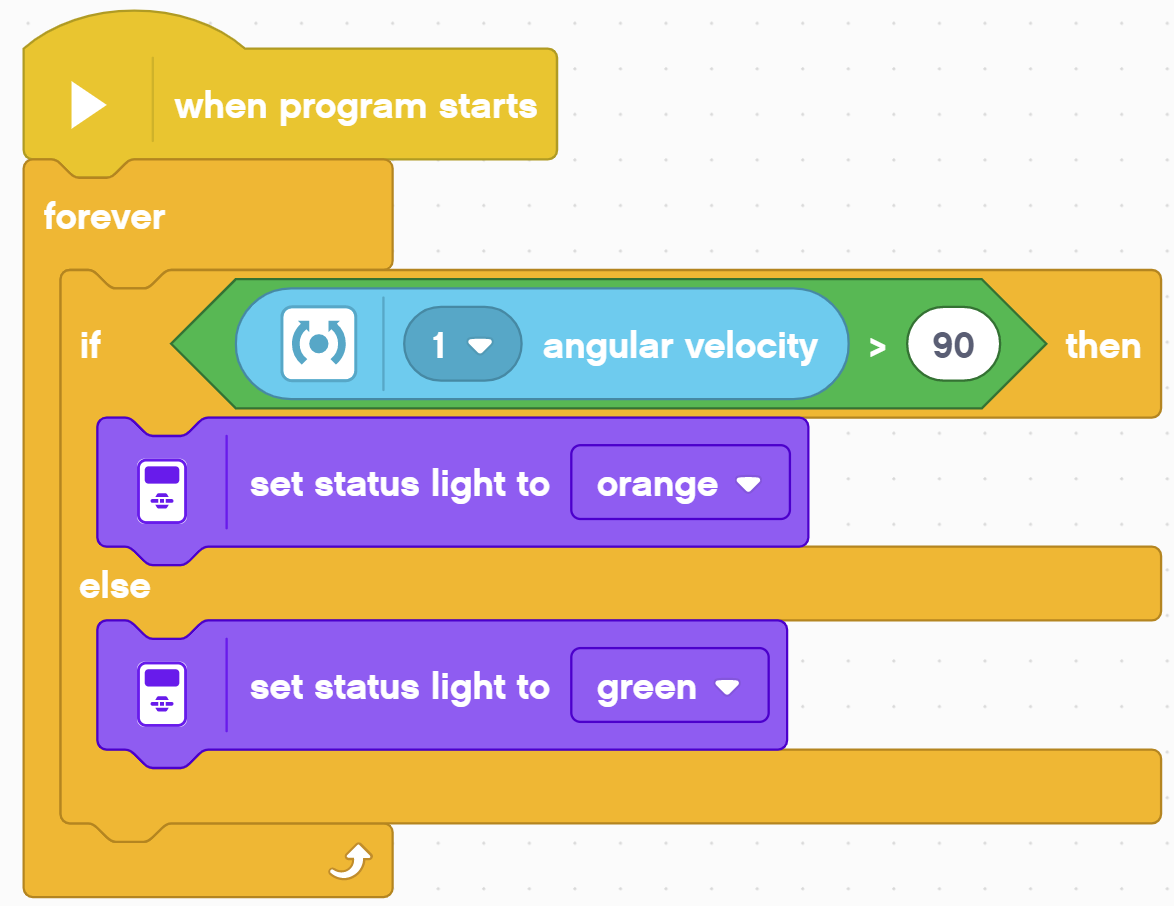 when program starts
forever
if 1 angular velocity > 90 then
set status light to orange
else
set status light to green